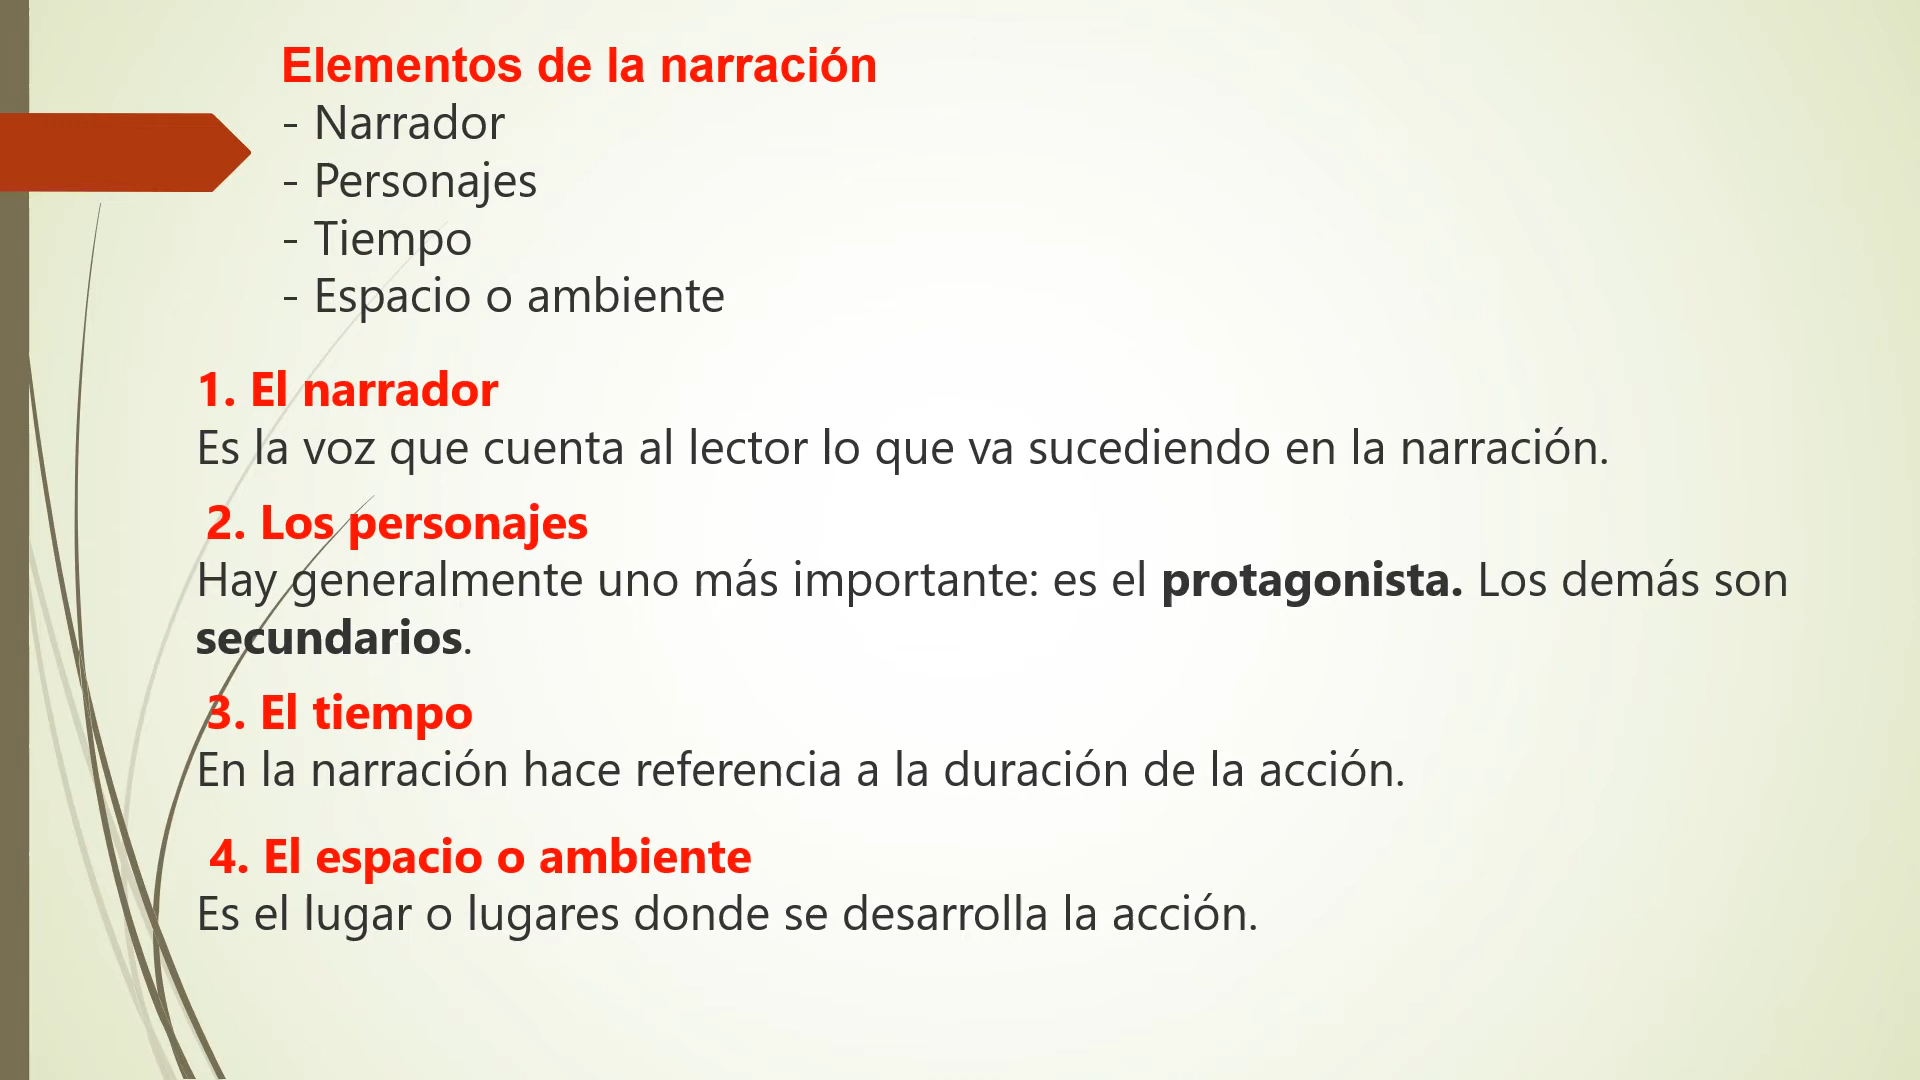 Elementos de la narración
- Narrador
- Personajes
- Tiempo
- Espacio o ambiente
1. El narrador
Es la voz que cuenta al lector lo que va sucediendo en la narración.
2. Los personajes
Hay generalmente uno más importante: es el protagonista. Los demás son
secundarios.
3. El tiempo
En la narración hace referencia a la duración de la acción.
4. El espacio o ambiente
Es el lugar o lugares donde se desarrolla la acción.